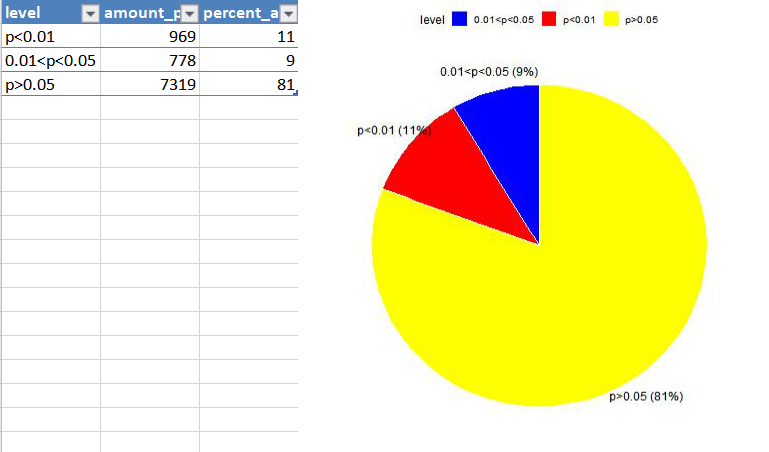 level amount_p percent_a
p<0.01 969 11
0.01<p<0.05 778 9
p>0.05 7319 81
level 0.01<p<0.05 p<0.01 p>0.05
0.01<p<0.05 (9%)
p<0.01 (11%)
p>0.05 (81%)